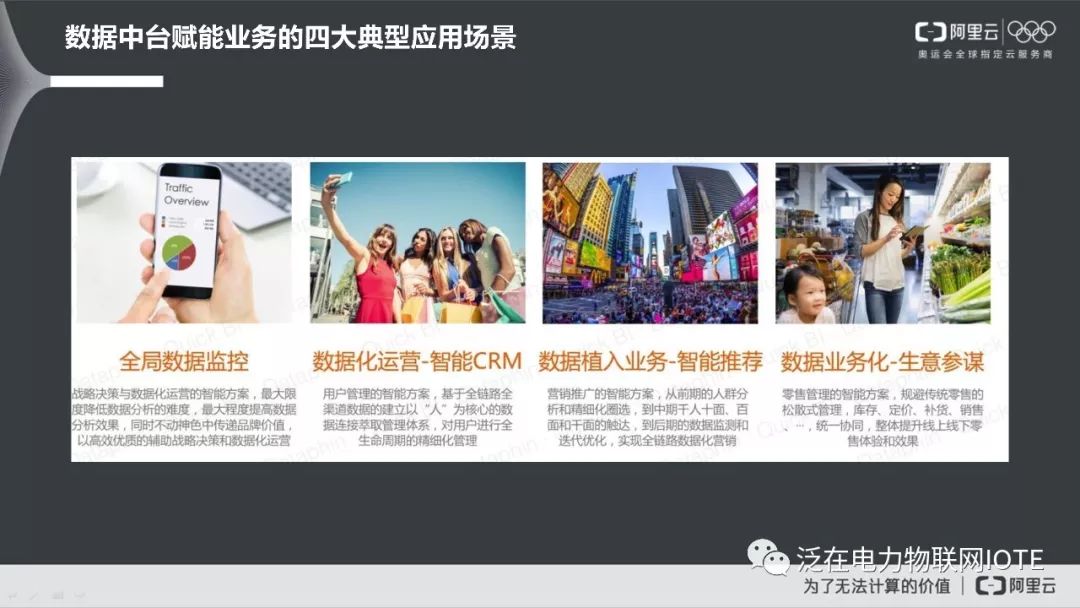 数据中台赋能业务的四大典型应用场景
阿里云
奥运会全球指定云服务商
Traffic
Overview
全局数据监控
战略决策与数据化运营的智能方案，最大限
度降低数据分析的难度，最大程度提高数据
分析效果，同时不动神色中传递品牌价值，
以高效优质的辅助战略决策和数据化运营
数据化运营-智能CRM
用户管理的智能方案，基于全链路全
渠道数据的建立以“人”为核心的数
据连接萃取管理体系，对用户进行全
生命周期的精细化管理
数据植入业务-智能推荐
营销推广的智能方案，从前期的人群分
析和精细化圈选，到中期千人十面、百
面和千面的触达，到后期的数据监测和
迭代优化，实现全链路数据化营销
数据业务化-生意参谋
零售管理的智能方案，规避传统零售的
松散式管理，库存、定价、补货、销售
、…，统一协同，整体提升线上线下零
售体验和效果
Quick BI
Dataphin
泛在电力物联网IOTE
为了无法计算的价值
阿里云